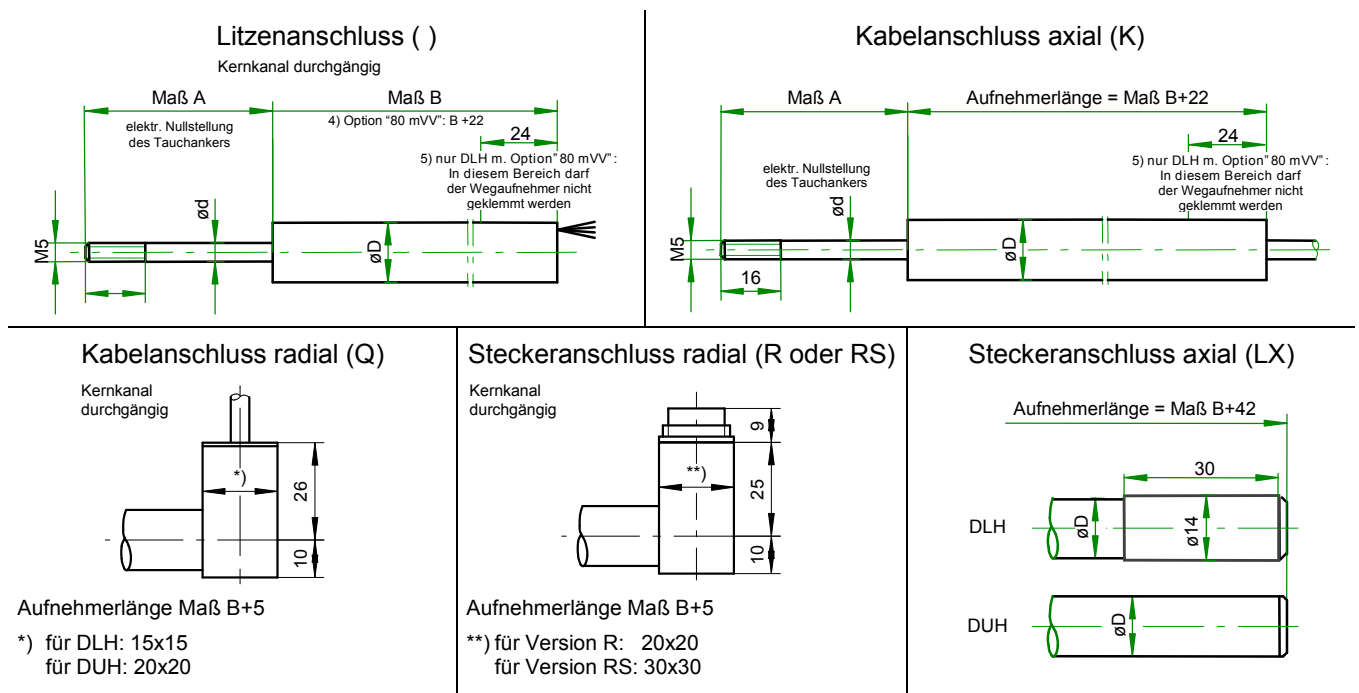 Litzenanschluss ( )
Kernkanal durchgängig
Maß A
Maß B
elektr. Nullstellung
des Tauchankers
4) Option "80 mVV": B +22
24
5) nur DLH m. Option" 80 mVV" :
In diesem Bereich darf
der Wegaufnehmer nicht
geklemmt werden
M5
ød
øD
Kabelanschluss axial (K)
Maß A
Aufnehmerlänge = Maß B+22
elektr. Nullstellung
des Tauchankers
24
5) nur DLH m. Option" 80 mVV" :
In diesem Bereich darf
der Wegaufnehmer nicht
geklemmt werden
M5
ød
øD
16
Kabelanschluss radial (Q)
Kernkanal
durchgängig
*)
26
10
Aufnehmerlänge Maß B+5
*) für DLH: 15x15
für DUH: 20x20
Steckeranschluss radial (R oder RS)
Kernkanal
durchgängig
9
**)
25
10
Aufnehmerlänge Maß B+5
**) für Version R: 20x20
für Version RS: 30x30
Steckeranschluss axial (LX)
Aufnehmerlänge = Maß B+42
30
DLH
øD
ø14
DUH
øD